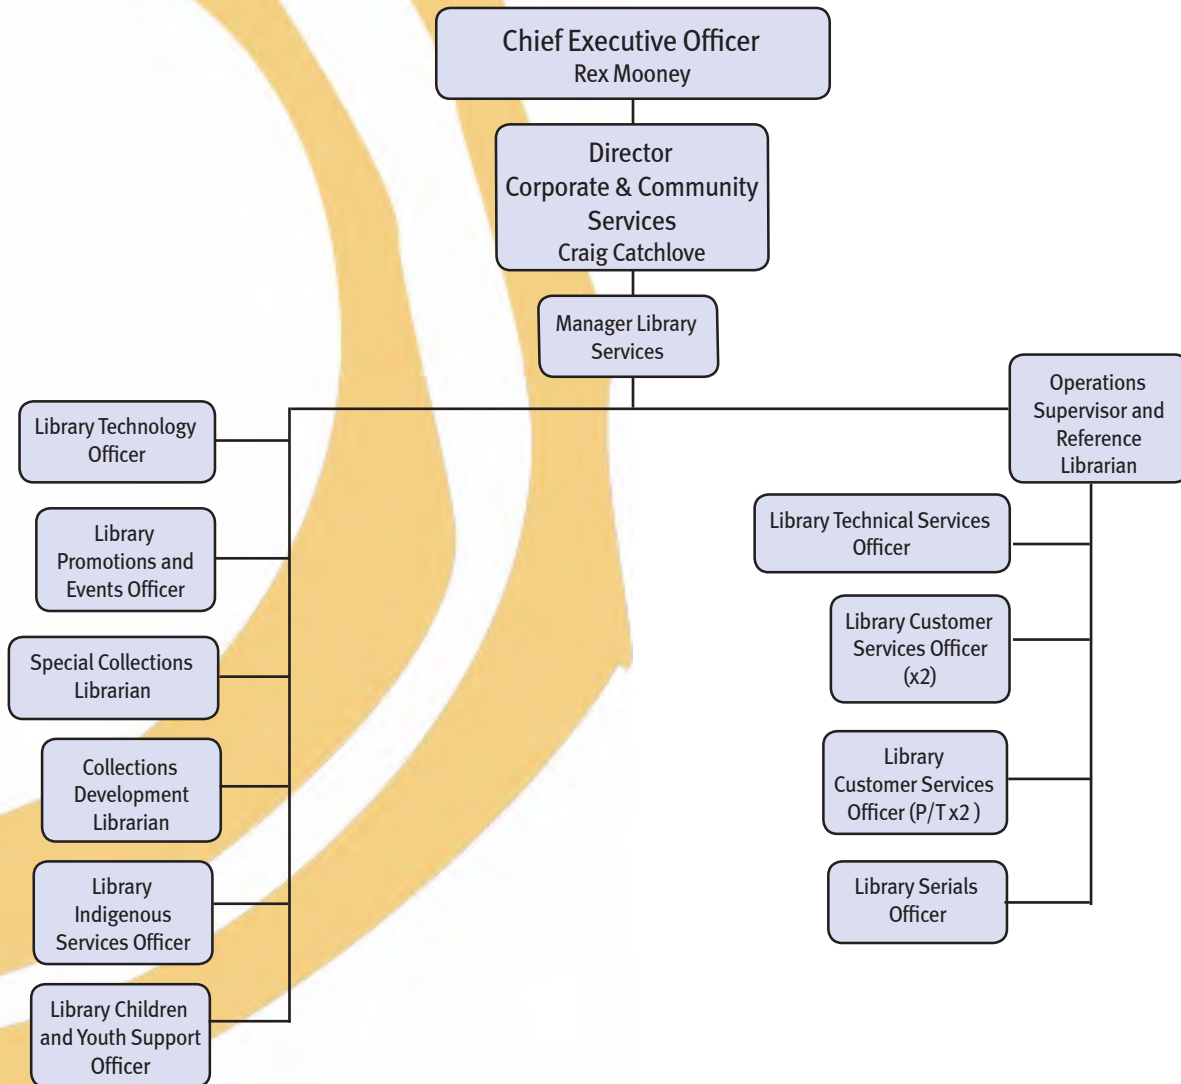 Chief Executive Officer
Rex Mooney
Director
Corporate & Community
Services
Craig Catchlove
Manager Library
Services
Library Technology
Officer
Library
Promotions and
Events Officer
Special Collections
Librarian
Collections
Development
Librarian
Library
Indigenous
Services Officer
Library Children
and Youth Support
Officer
Operations
Supervisor and
Reference
Librarian
Library Technical Services
Officer
Library Customer
Services Officer
(x2)
Library
Customer Services
Officer (P/T x2 )
Library Serials
Officer